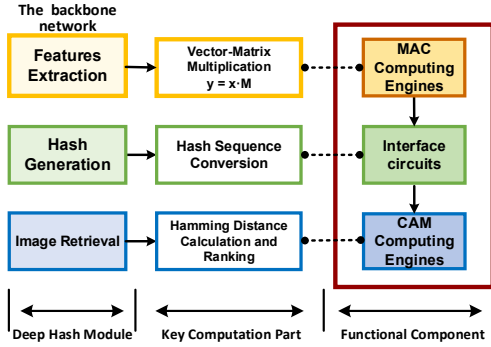 The backbone
network
Features
Extraction
Vector-Matrix
Multiplication
y = x·M
MAC
Computing
Engines
Hash
Generation
Hash Sequence
Conversion
Interface
circuits
Image Retrieval
Hamming Distance
Calculation and
Ranking
CAM
Computing
Engines
Deep Hash Module
Key Computation Part
Functional Component